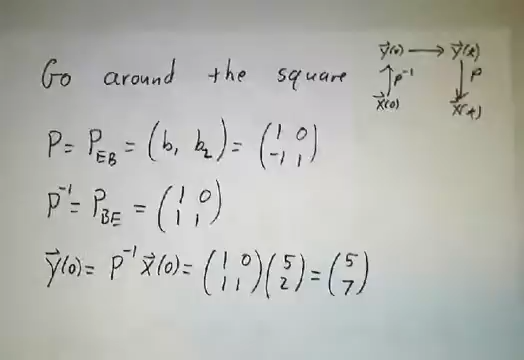 Go around the square
y⃗(0) → y⃗(t)
↑ P⁻¹ ↓ P
x⃗(0) x⃗(t)
P = P_EB = (b, b₂) = (1 0; -1 1)
P⁻¹ = P_BE = (1 0; 1 1)
y⃗(0) = P⁻¹ x⃗(0) = (1 0; 1 1)(5; 2) = (5; 7)